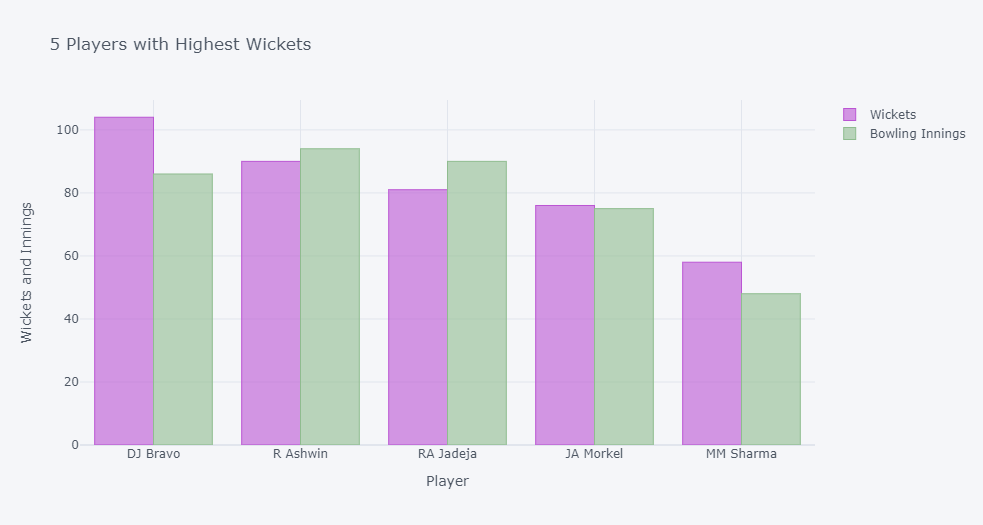 5 Players with Highest Wickets
Wickets
Bowling Innings
Wickets and Innings
100
80
60
40
20
0
DJ Bravo
R Ashwin
RA Jadeja
JA Morkel
MM Sharma
Player